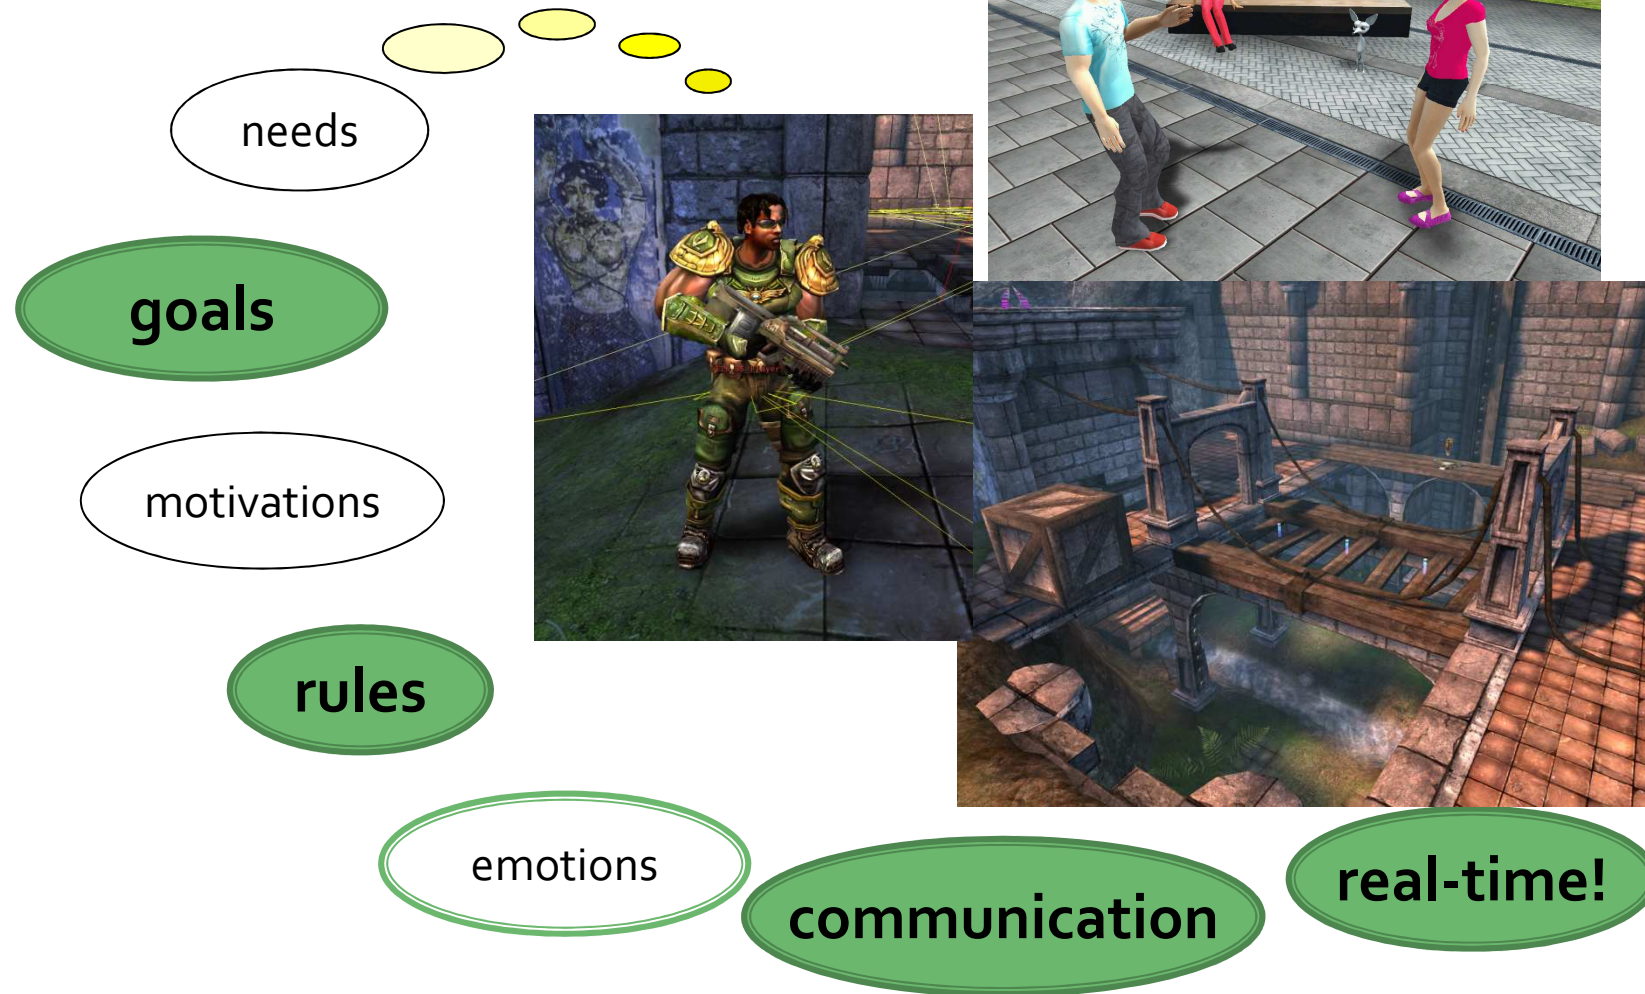 needs
goals
motivations
rules
emotions
communication
real-time!